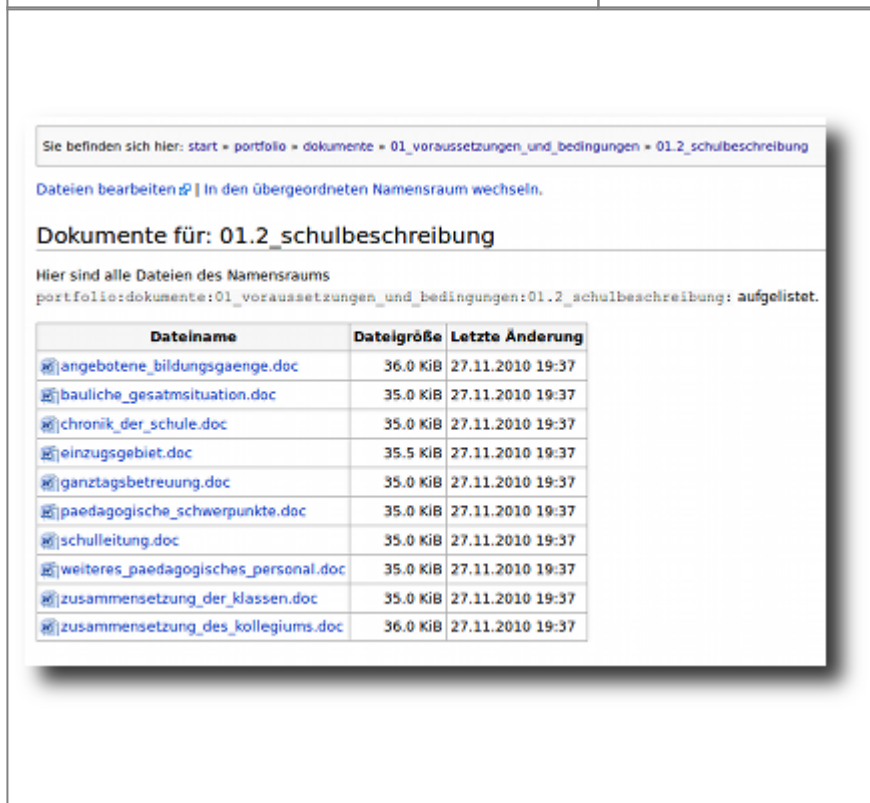 Sie befinden sich hier: start » portfolio » dokumente » 01_voraussetzungen_und_bedingungen » 01.2_schulbeschreibung
Dateien bearbeiten | In den übergeordneten Namensraum wechseln.
Dokumente für: 01.2_schulbeschreibung
Hier sind alle Dateien des Namensraums
portfolio:dokumente:01_voraussetzungen_und_bedingungen:01.2_schulbeschreibung: aufgelistet.
Dateiname Dateigröße Letzte Änderung
angebotene_bildungsgaenge.doc 36.0 KiB 27.11.2010 19:37
bauliche_gesatmsituation.doc 35.0 KiB 27.11.2010 19:37
chronik_der_schule.doc 35.0 KiB 27.11.2010 19:37
einzugsgebiet.doc 35.5 KiB 27.11.2010 19:37
ganztagsbetreuung.doc 35.0 KiB 27.11.2010 19:37
paedagogische_schwerpunkte.doc 35.0 KiB 27.11.2010 19:37
schulleitung.doc 35.0 KiB 27.11.2010 19:37
weiteres_paedagogisches_personal.doc 35.0 KiB 27.11.2010 19:37
zusammensetzung_der_klassen.doc 35.0 KiB 27.11.2010 19:37
zusammensetzung_des_kollegiums.doc 36.0 KiB 27.11.2010 19:37